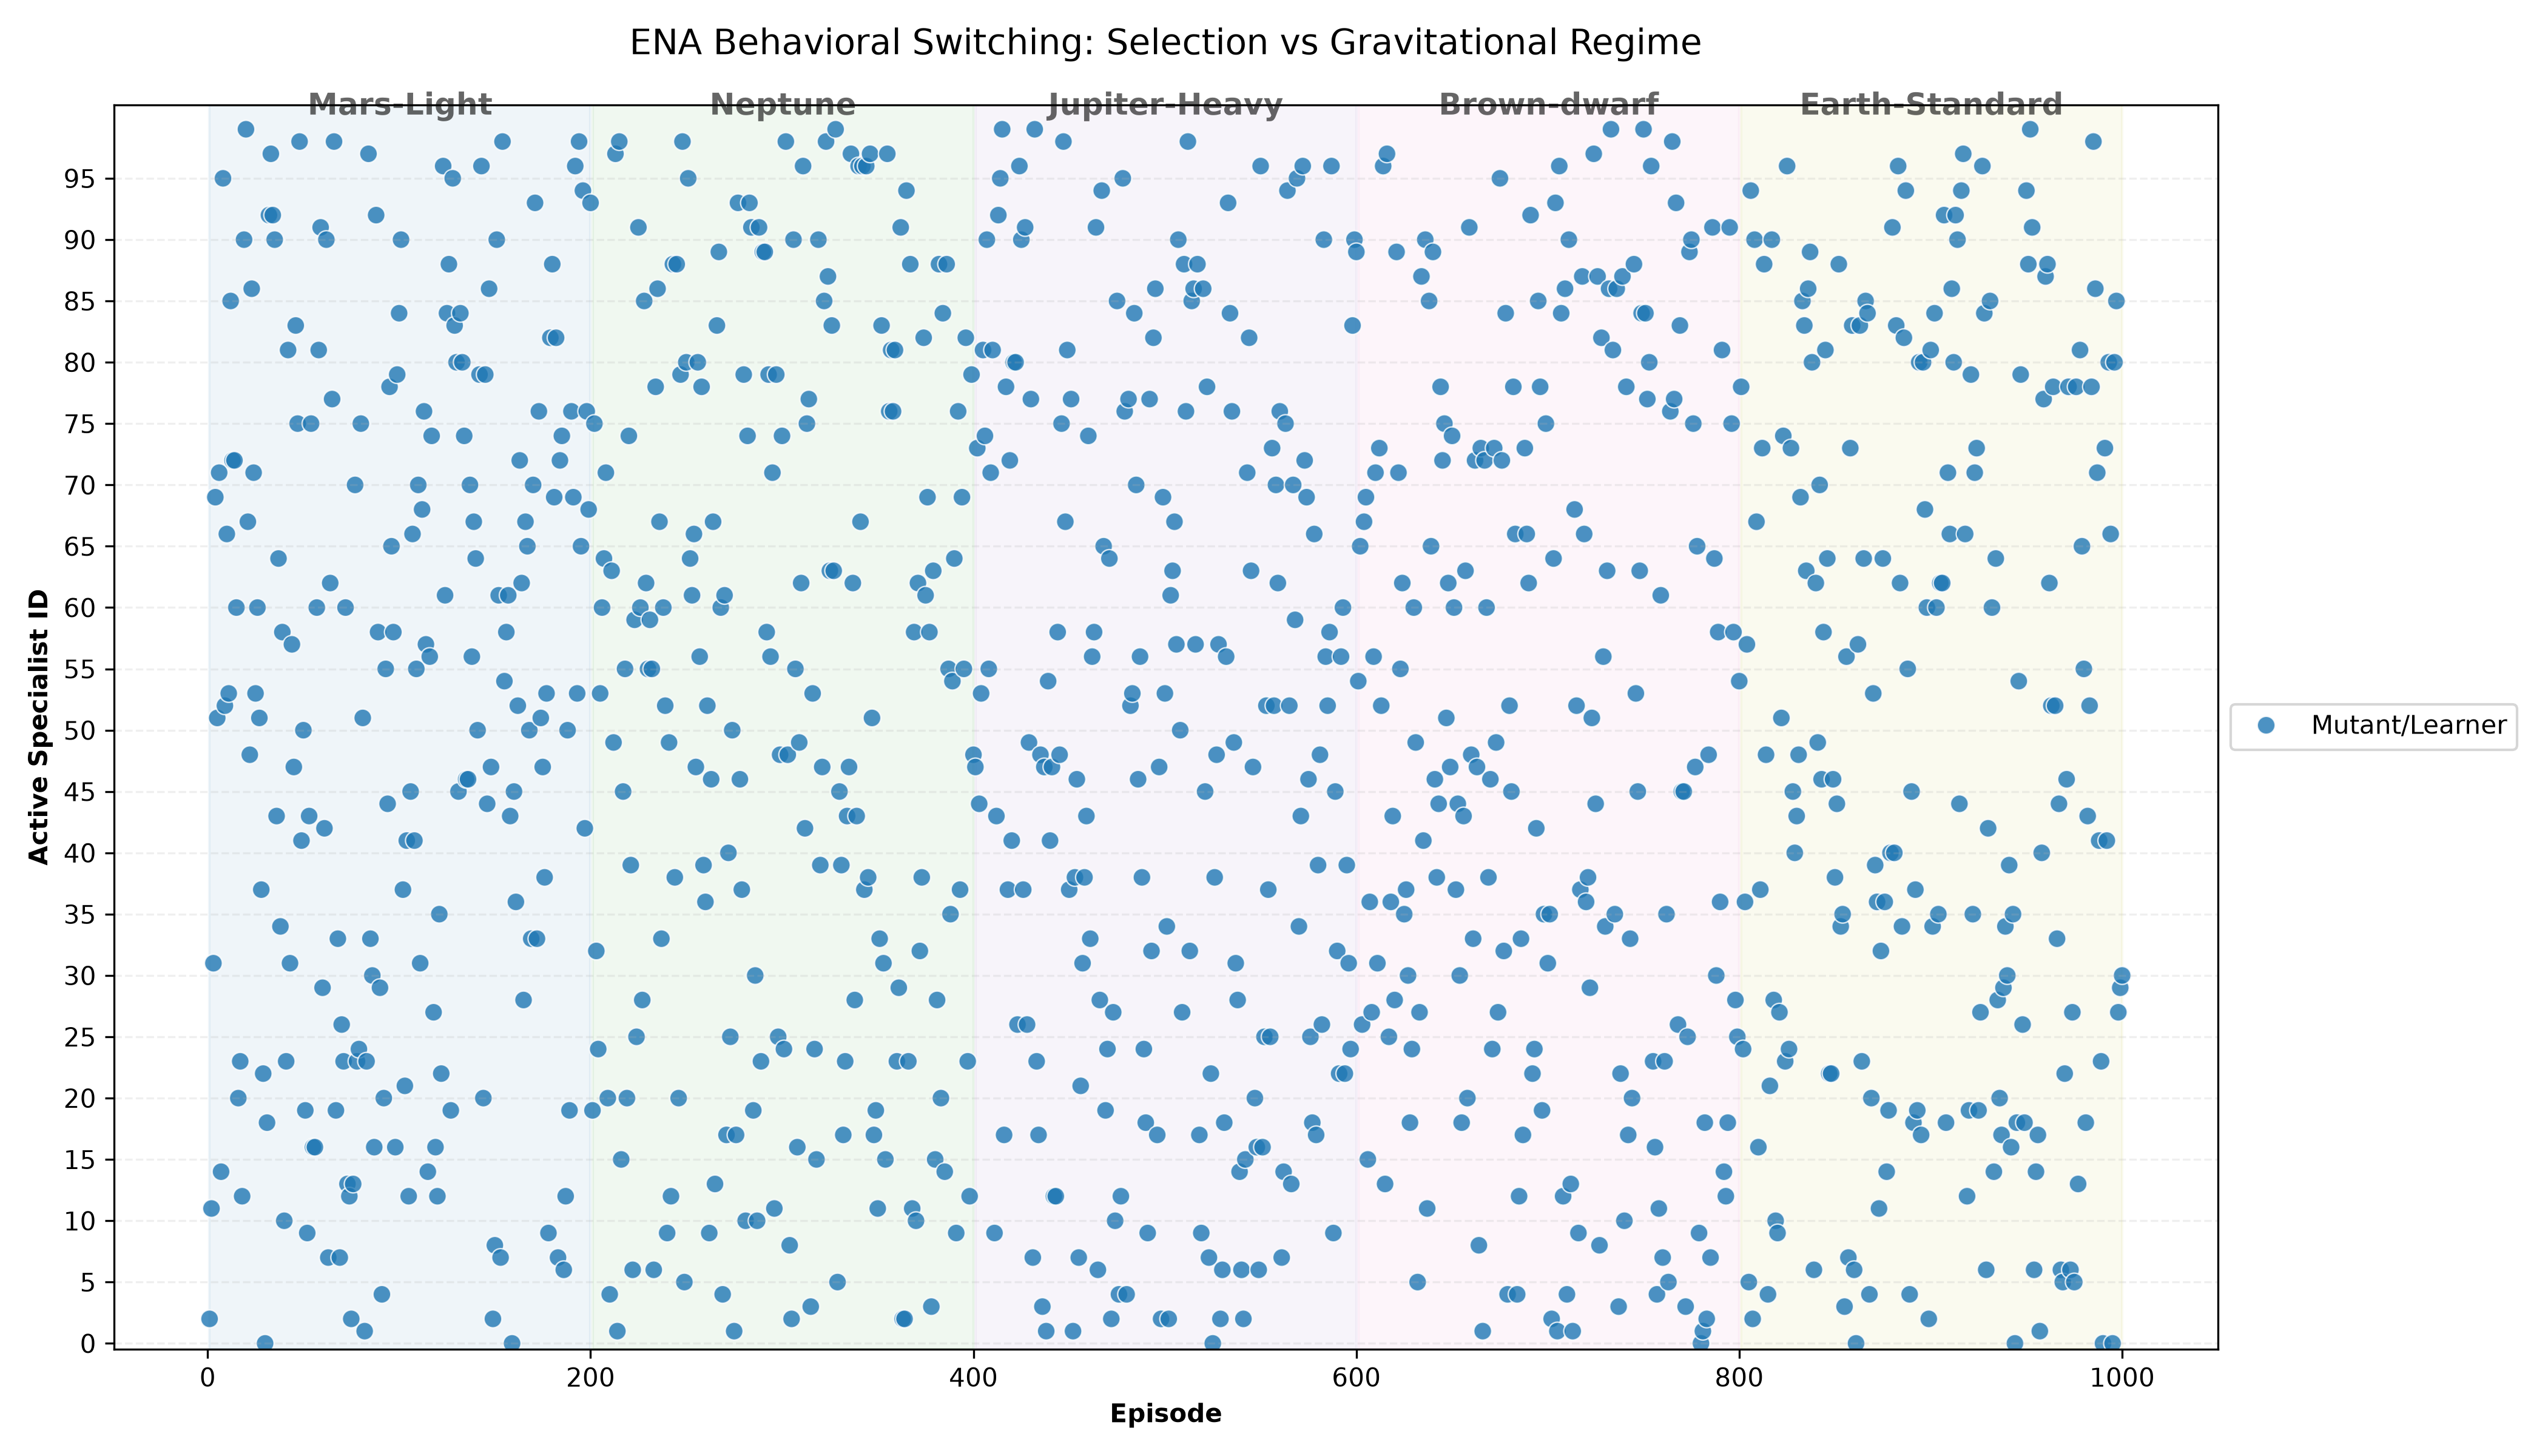 ENA Behavioral Switching: Selection vs Gravitational Regime
Mars-Light
Neptune
Jupiter-Heavy
Brown-dwarf
Earth-Standard
95
90
85
80
75
70
65
60
55
50
45
40
35
30
25
20
15
10
5
0
Active Specialist ID
Mutant/Learner
0
200
400
600
800
1000
Episode